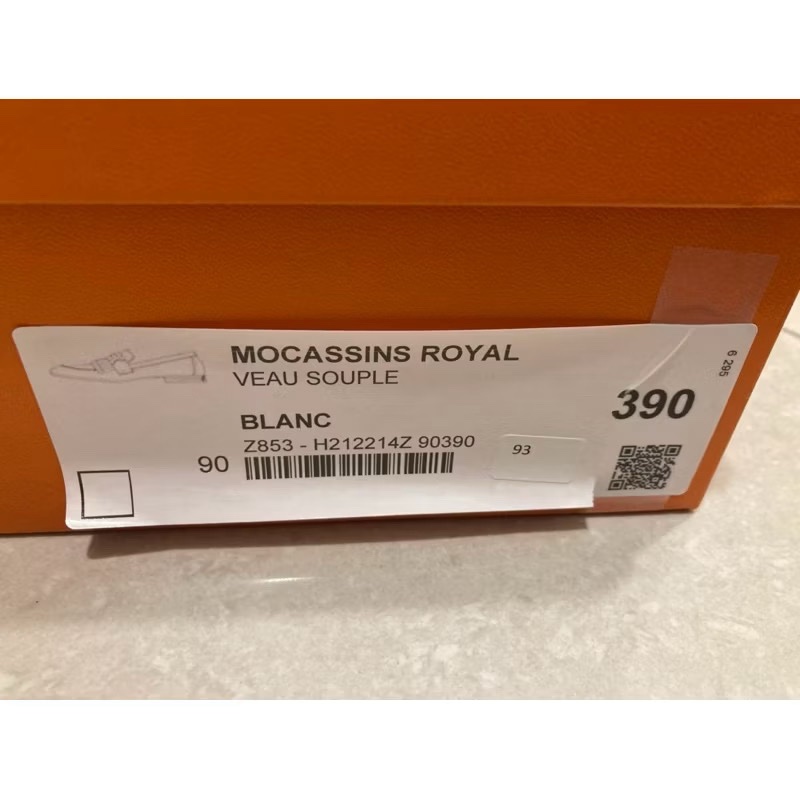 MOCASSINS ROYAL
VEAU SOUPLE
6 295
390
BLANC
Z853 - H212214Z 90390
90
93